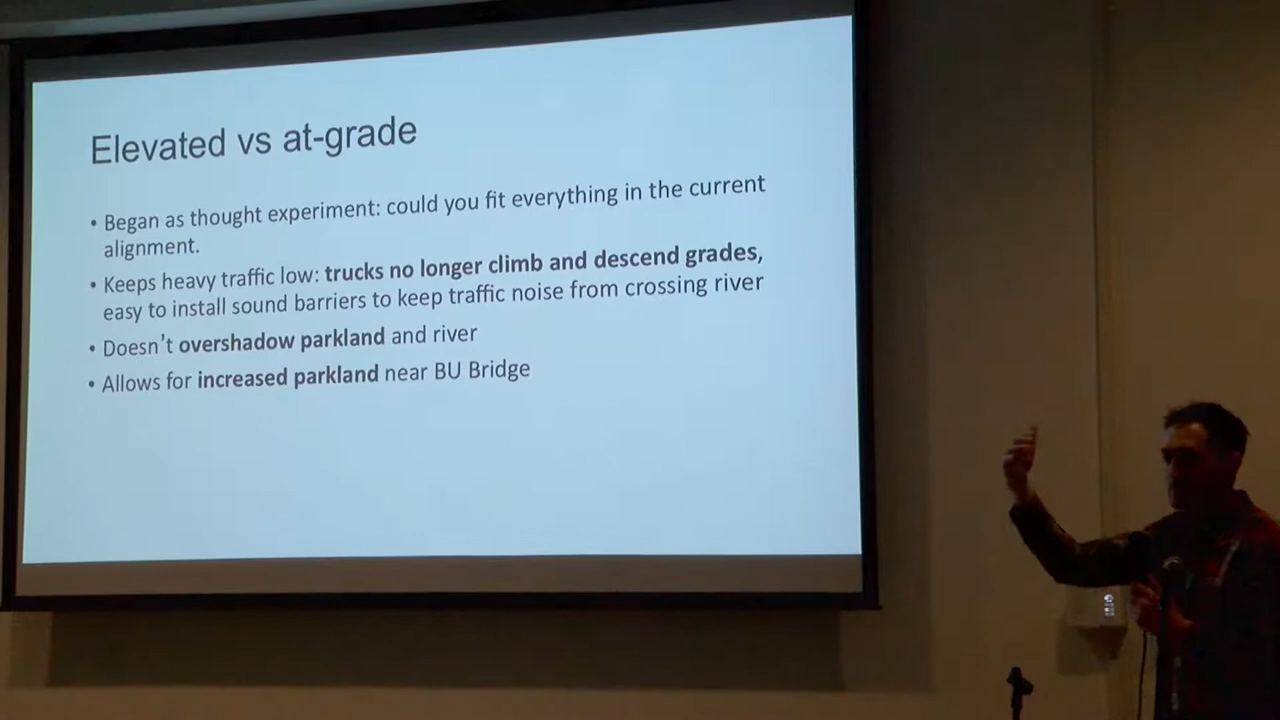 Elevated vs at-grade
• Began as thought experiment: could you fit everything in the current
alignment.
• Keeps heavy traffic low: trucks no longer climb and descend grades,
easy to install sound barriers to keep traffic noise from crossing river
• Doesn't overshadow parkland and river
• Allows for increased parkland near BU Bridge